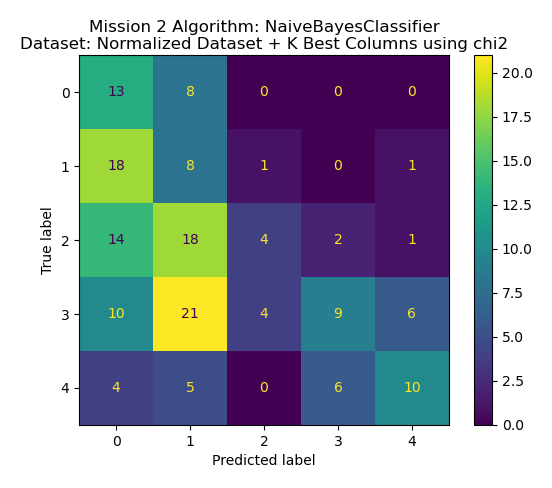 Mission 2 Algorithm: NaiveBayesClassifier
Dataset: Normalized Dataset + K Best Columns using chi2
0 13 8 0 0 0
1 18 8 1 0 1
2 14 18 4 2 1
3 10 21 4 9 6
4 4 5 0 6 10
0 1 2 3 4
Predicted label
True label
20.0
17.5
15.0
12.5
10.0
7.5
5.0
2.5
0.0